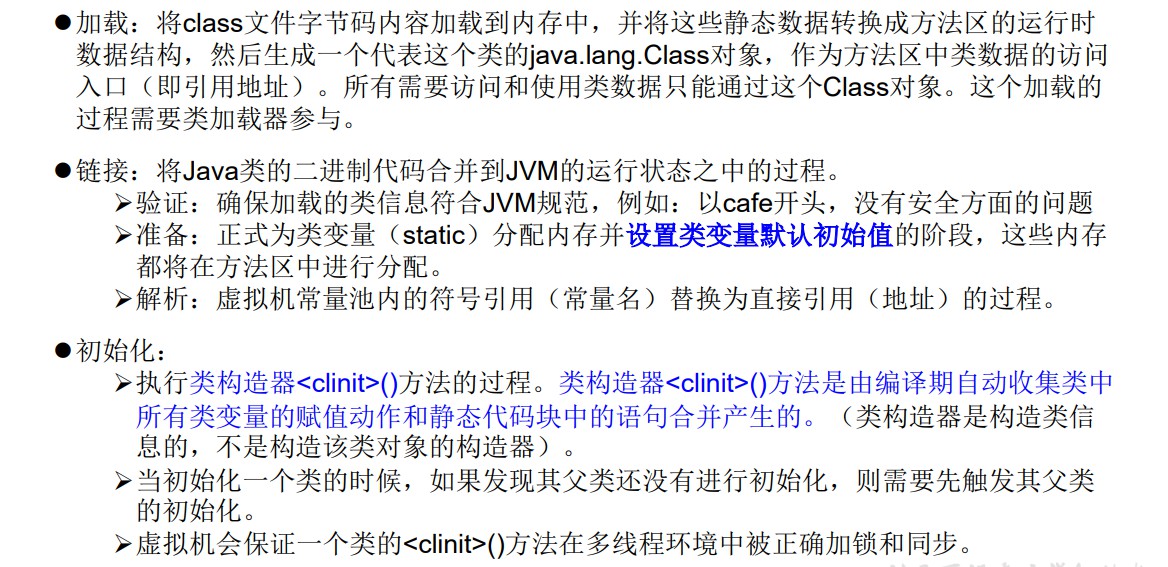 ●加载：将class文件字节码内容加载到内存中，并将这些静态数据转换成方法区的运行时
数据结构，然后生成一个代表这个类的java.lang.Class对象，作为方法区中类数据的访问
入口（即引用地址）。所有需要访问和使用类数据只能通过这个Class对象。这个加载的
过程需要类加载器参与。
●链接：将Java类的二进制代码合并到JVM的运行状态之中的过程。
➢验证：确保加载的类信息符合JVM规范，例如：以cafe开头，没有安全方面的问题
➢准备：正式为类变量（static）分配内存并设置类变量默认初始值的阶段，这些内存
都将在方法区中进行分配。
➢解析：虚拟机常量池内的符号引用（常量名）替换为直接引用（地址）的过程。
●初始化：
➢执行类构造器<clinit>()方法的过程。类构造器<clinit>()方法是由编译期自动收集类中
所有类变量的赋值动作和静态代码块中的语句合并产生的。（类构造器是构造类信
息的，不是构造该类对象的构造器）。
➢当初始化一个类的时候，如果发现其父类还没有进行初始化，则需要先触发其父类
的初始化。
➢虚拟机会保证一个类的<clinit>()方法在多线程环境中被正确加锁和同步。